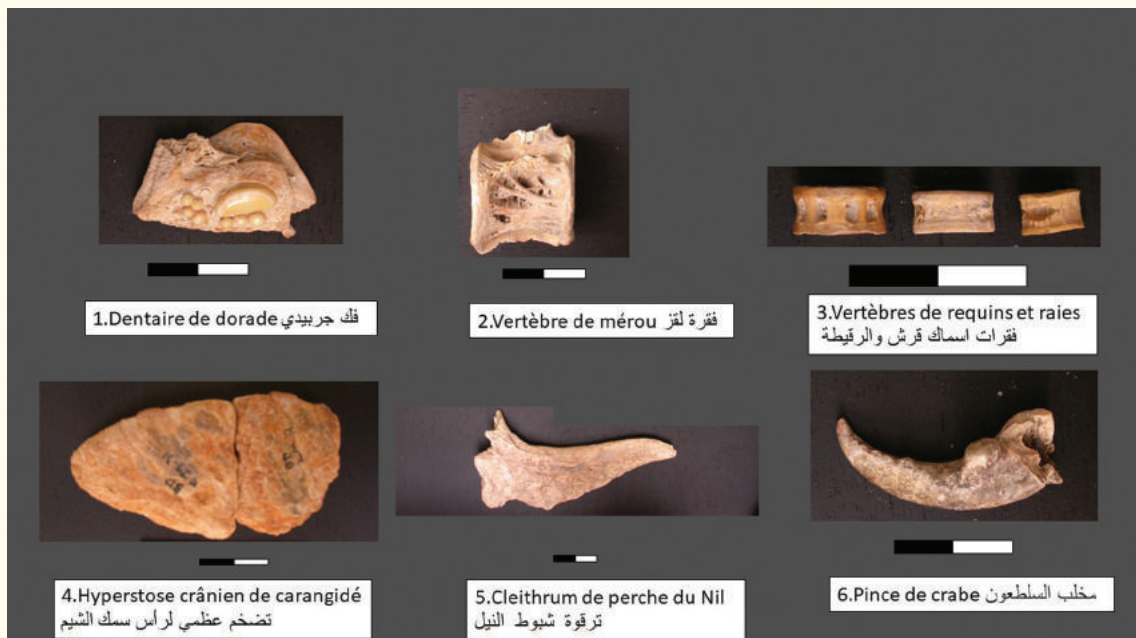 1.Dentaire de dorade فك جربيدي
2.Vertèbre de mérou فقرة لقز
3.Vertèbres de requins et raies
فقرات اسماك قرش والرقيطة
4.Hyperstose crânien de carangidé
تضخم عظمي لرأس سمك الشيم
5.Cleithrum de perche du Nil
ترقوة شبوط النيل
6.Pince de crabe مخلب السلطعون